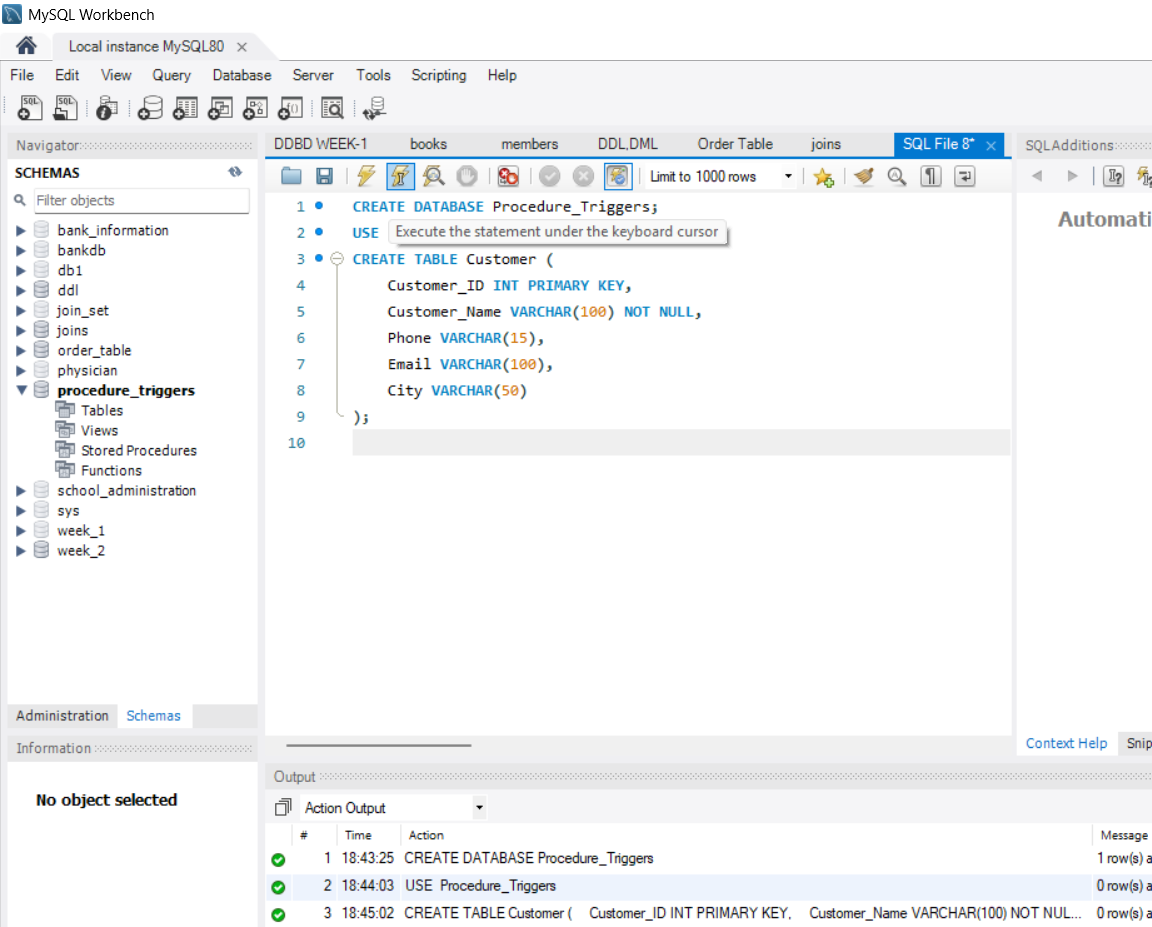 MySQL Workbench
Local instance MySQL80
File Edit View Query Database Server Tools Scripting Help
Navigator
SCHEMAS
Filter objects
bank_information
bankdb
db1
ddl
join_set
joins
order_table
physician
procedure_triggers
Tables
Views
Stored Procedures
Functions
school_administration
sys
week_1
week_2
Administration Schemas
Information
No object selected
DDBD WEEK-1 books members DDL,DML Order Table joins SQL File 8*
Limit to 1000 rows
1 CREATE DATABASE Procedure_Triggers;
2 USE
Execute the statement under the keyboard cursor
3 CREATE TABLE Customer (
4 Customer_ID INT PRIMARY KEY,
5 Customer_Name VARCHAR(100) NOT NULL,
6 Phone VARCHAR(15),
7 Email VARCHAR(100),
8 City VARCHAR(50)
9 );
10
SQLAdditions
Automati
Context Help Snip
Output
Action Output
# Time Action Message
1 18:43:25 CREATE DATABASE Procedure_Triggers 1 row(s) a
2 18:44:03 USE Procedure_Triggers 0 row(s) a
3 18:45:02 CREATE TABLE Customer ( Customer_ID INT PRIMARY KEY, Customer_Name VARCHAR(100) NOT NUL... 0 row(s) a